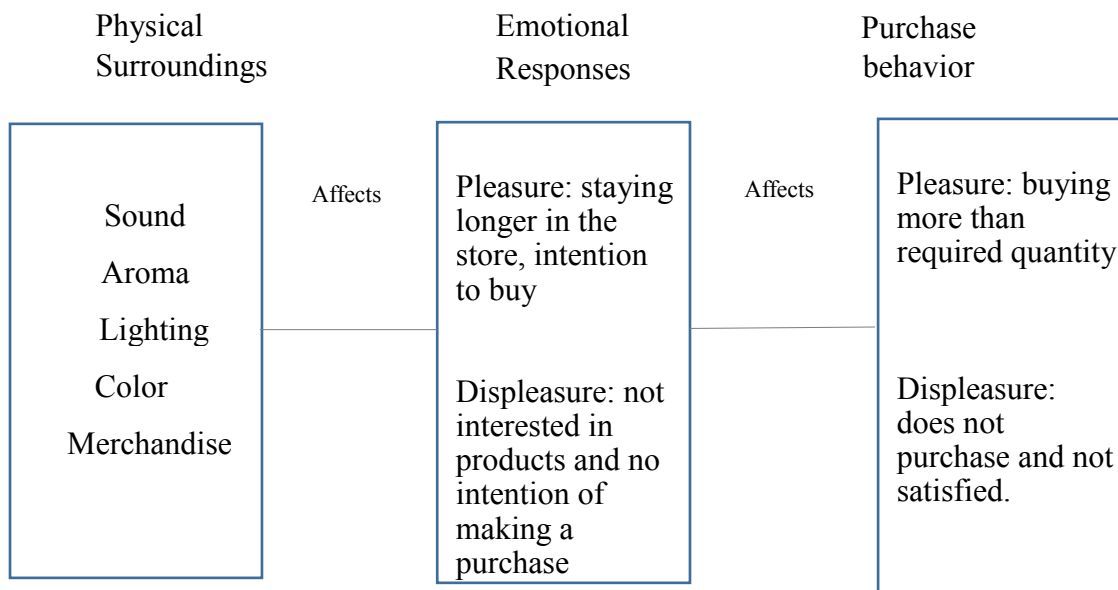 Physical
Surroundings
Emotional
Responses
Purchase
behavior
Sound
Aroma
Lighting
Color
Merchandise
Affects
Pleasure: staying
longer in the
store, intention
to buy
Displeasure: not
interested in
products and no
intention of
making a
purchase
Affects
Pleasure: buying
more than
required quantity
Displeasure:
does not
purchase and not
satisfied.